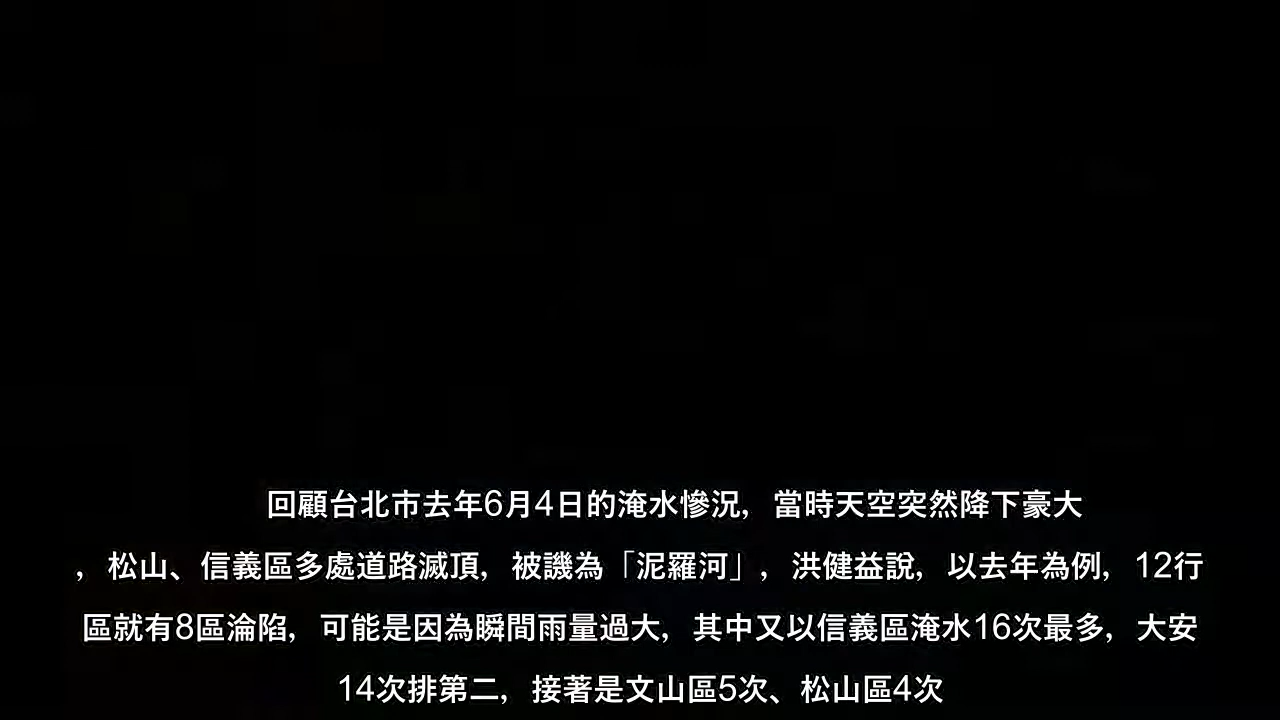 回顧台北市去年6月4日的淹水慘況，當時天空突然降下豪大
，松山、信義區多處道路滅頂，被譏為「泥羅河」，洪健益說，以去年為例，12行
區就有8區淪陷，可能是因為瞬間雨量過大，其中又以信義區淹水16次最多，大安
14次排第二，接著是文山區5次、松山區4次